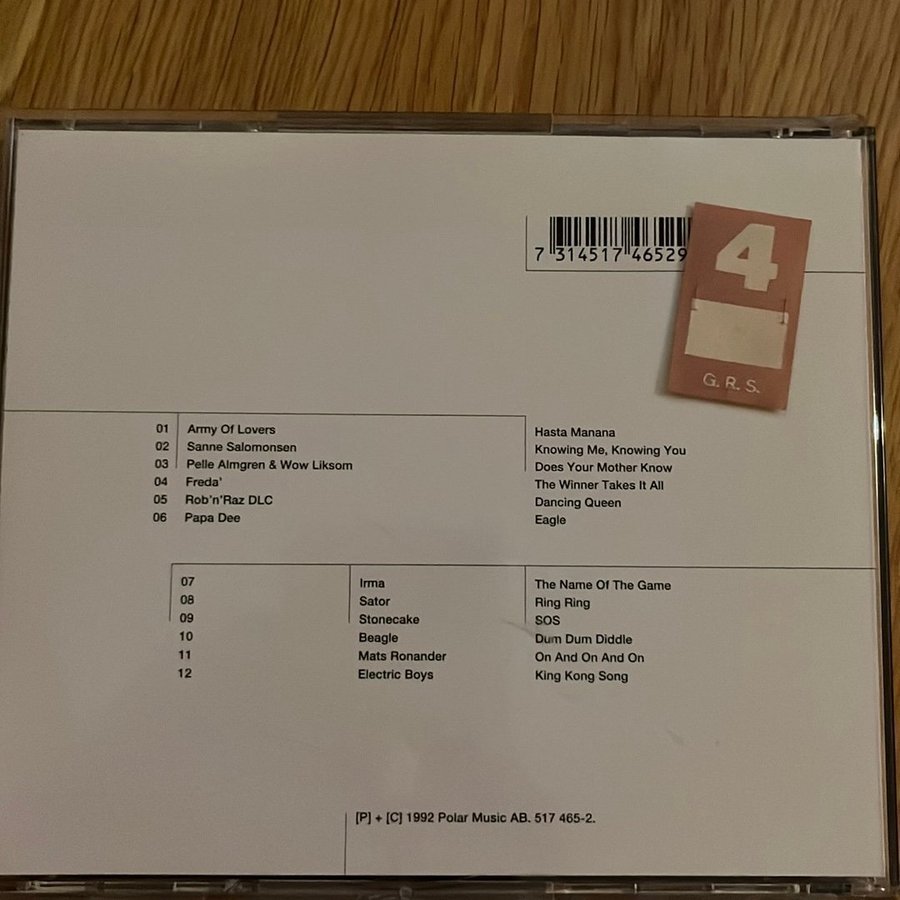 7 314517 46529
4
G.R.S.
01 Army Of Lovers Hasta Manana
02 Sanne Salomonsen Knowing Me, Knowing You
03 Pelle Almgren & Wow Liksom Does Your Mother Know
04 Freda' The Winner Takes It All
05 Rob'n'Raz DLC Dancing Queen
06 Papa Dee Eagle
07 Irma The Name Of The Game
08 Sator Ring Ring
09 Stonecake SOS
10 Beagle Dum Dum Diddle
11 Mats Ronander On And On And On
12 Electric Boys King Kong Song
[P] + [C] 1992 Polar Music AB. 517 465-2.